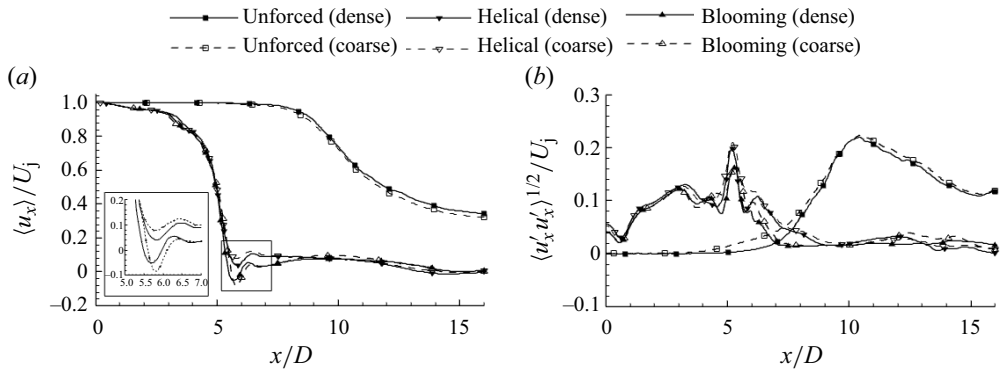 Unforced (dense) Helical (dense) Blooming (dense)
Unforced (coarse) Helical (coarse) Blooming (coarse)
(a)
1.0
0.8
0.6
0.4
0.2
0
–0.2
⟨u_x⟩/U_j
0.2
0.1
0
–0.1
5.0 5.5 6.0 6.5 7.0
0 5 10 15
x/D
(b)
0.4
0.3
0.2
0.1
0
–0.1
⟨u′_x u′_x⟩^{1/2}/U_j
0 5 10 15
x/D